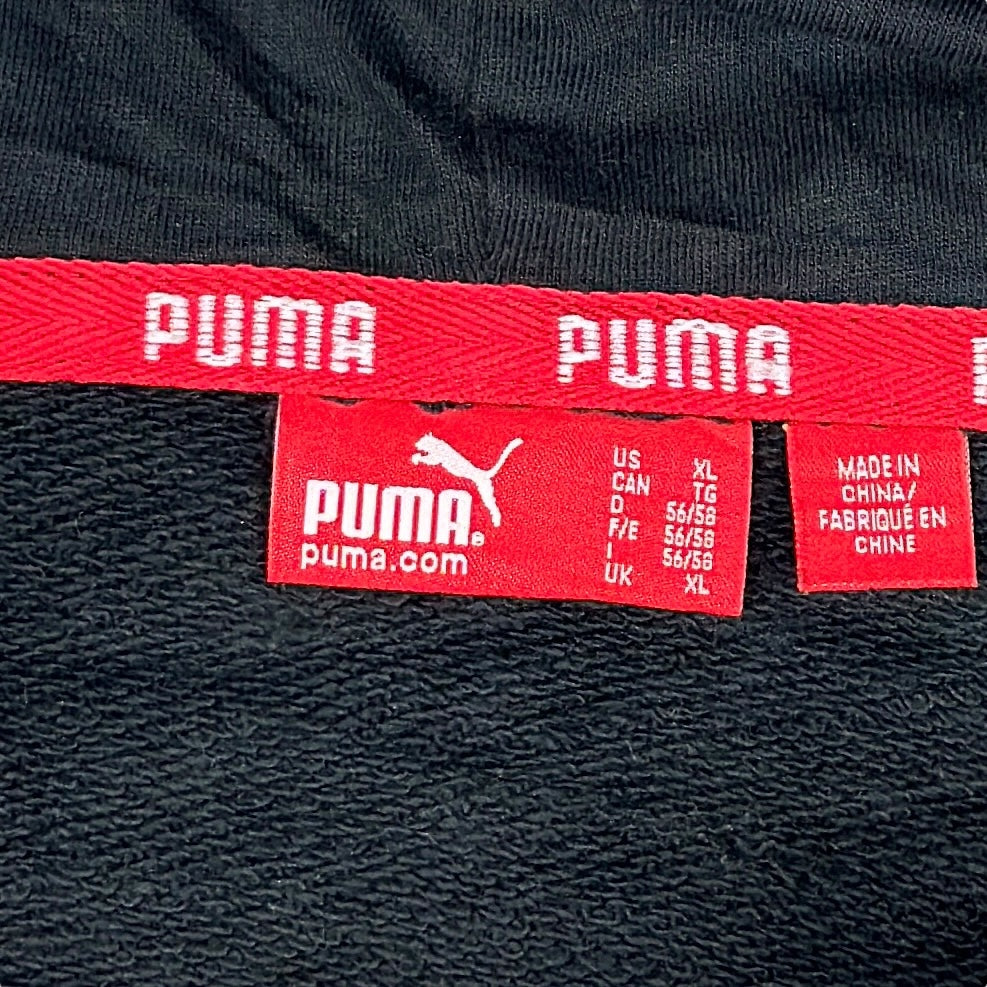 PUMA PUMA
PUMA®
puma.com
US XL
CAN TG
D 56/58
F/E 56/58
I 56/58
UK XL
MADE IN
CHINA/
FABRIQUÉ EN
CHINE